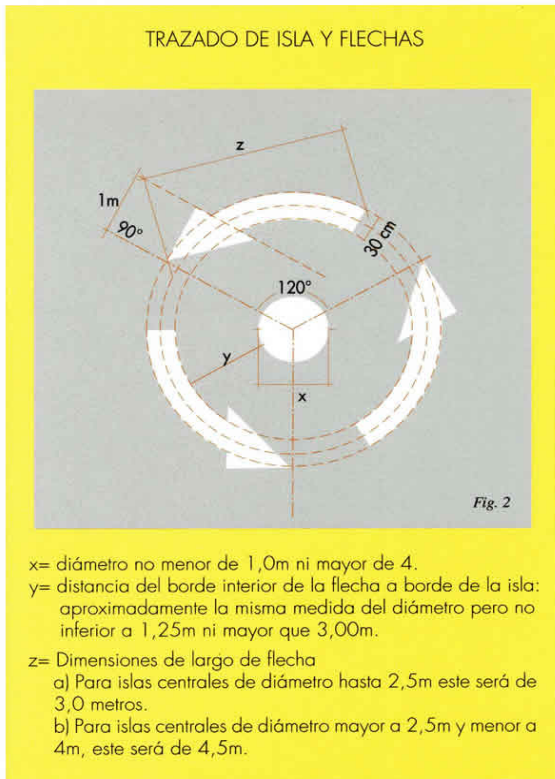 TRAZADO DE ISLA Y FLECHAS
z
1m
90°
30 cm
120°
y
x
Fig. 2
x= diámetro no menor de 1,0m ni mayor de 4.
y= distancia del borde interior de la flecha a borde de la isla:
aproximadamente la misma medida del diámetro pero no
inferior a 1,25m ni mayor que 3,00m.
z= Dimensiones de largo de flecha
a) Para islas centrales de diámetro hasta 2,5m este será de
3,0 metros.
b) Para islas centrales de diámetro mayor a 2,5m y menor a
4m, este será de 4,5m.